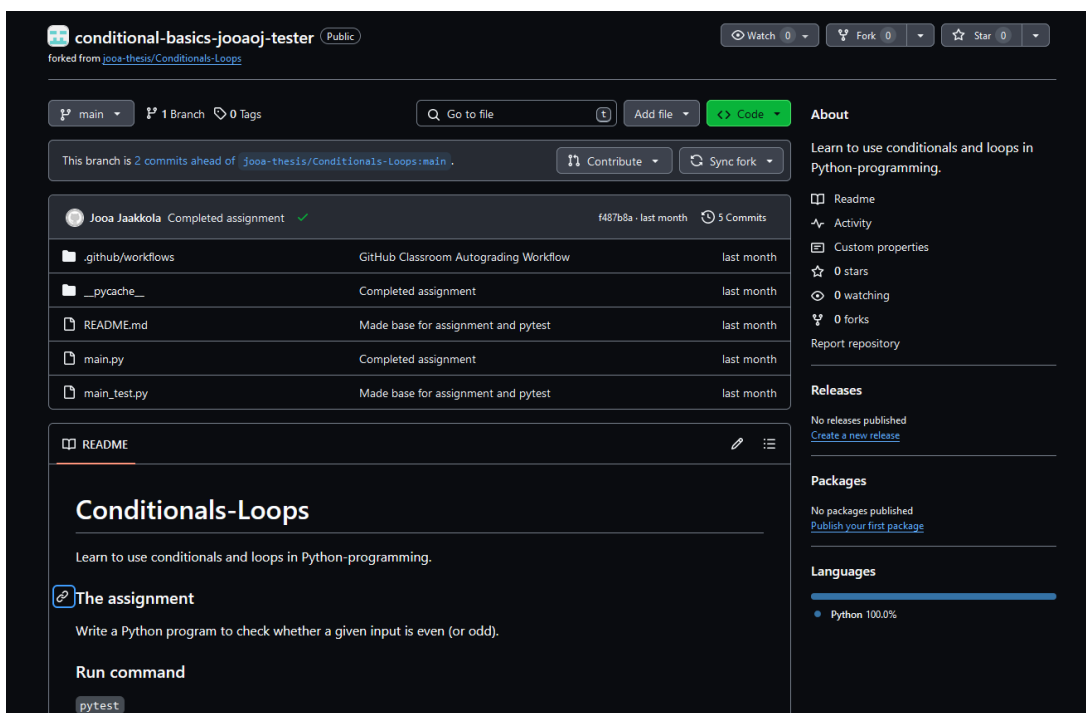 conditional-basics-jooaoj-tester Public
Watch 0
Fork 0
Star 0
forked from jooa-thesis/Conditionals-Loops
main
1 Branch
0 Tags
Go to file
t
Add file
<> Code
This branch is 2 commits ahead of jooa-thesis/Conditionals-Loops:main .
Contribute
Sync fork
Jooa Jaakkola Completed assignment
f487b8a · last month
5 Commits
.github/workflows GitHub Classroom Autograding Workflow last month
__pycache__ Completed assignment last month
README.md Made base for assignment and pytest last month
main.py Completed assignment last month
main_test.py Made base for assignment and pytest last month
README
Conditionals-Loops
Learn to use conditionals and loops in Python-programming.
The assignment
Write a Python program to check whether a given input is even (or odd).
Run command
pytest
About
Learn to use conditionals and loops in
Python-programming.
Readme
Activity
Custom properties
0 stars
0 watching
0 forks
Report repository
Releases
No releases published
Create a new release
Packages
No packages published
Publish your first package
Languages
Python 100.0%